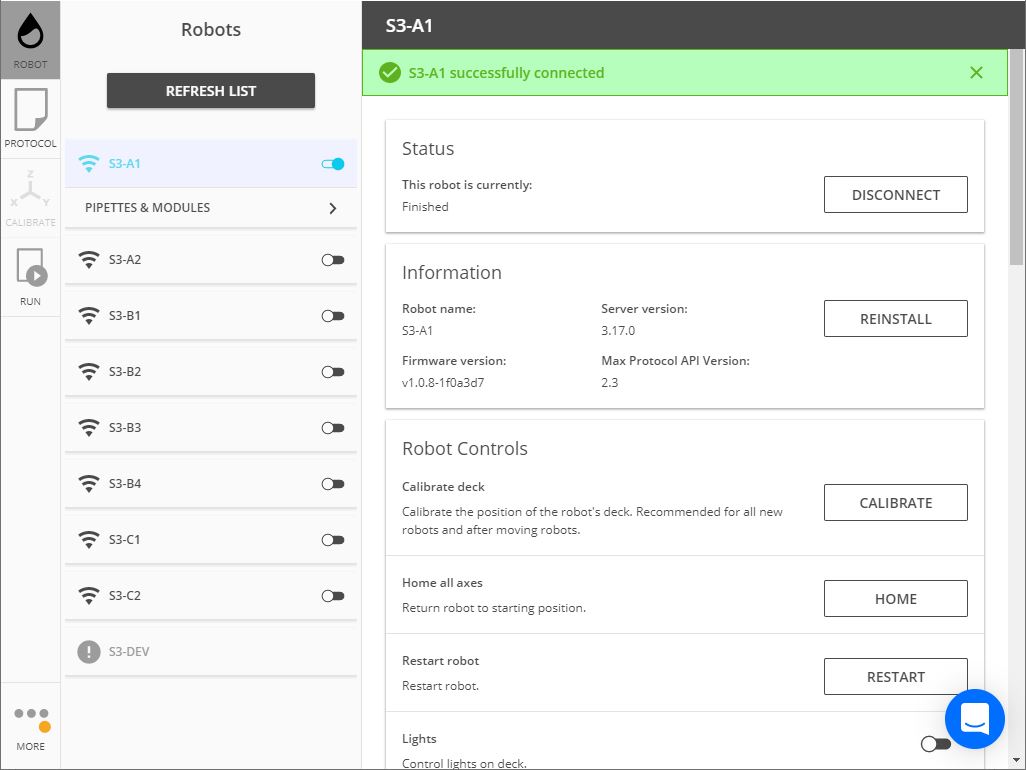 ROBOT
PROTOCOL
Z
X Y
CALIBRATE
RUN
MORE
Robots
REFRESH LIST
S3-A1
PIPETTES & MODULES
S3-A2
S3-B1
S3-B2
S3-B3
S3-B4
S3-C1
S3-C2
S3-DEV
S3-A1
S3-A1 successfully connected
Status
This robot is currently:
Finished
DISCONNECT
Information
Robot name:
S3-A1
Server version:
3.17.0
Firmware version:
v1.0.8-1f0a3d7
Max Protocol API Version:
2.3
REINSTALL
Robot Controls
Calibrate deck
Calibrate the position of the robot's deck. Recommended for all new
robots and after moving robots.
CALIBRATE
Home all axes
Return robot to starting position.
HOME
Restart robot
Restart robot.
RESTART
Lights
Control lights on deck.